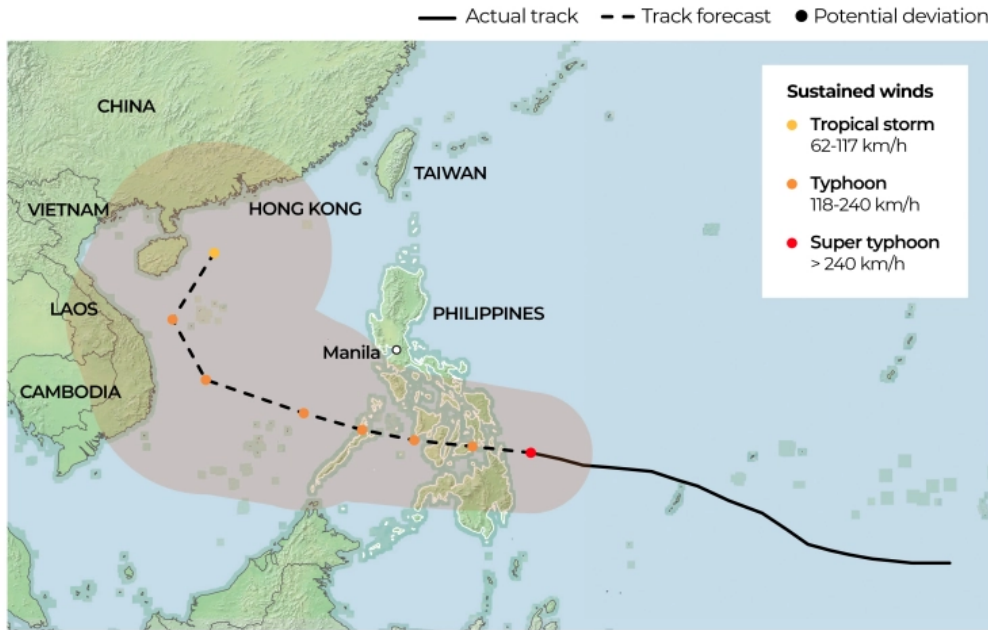 Actual track
Track forecast
Potential deviation
Sustained winds
Tropical storm
62-117 km/h
Typhoon
118-240 km/h
Super typhoon
> 240 km/h
CHINA
TAIWAN
VIETNAM
HONG KONG
LAOS
PHILIPPINES
Manila
CAMBODIA